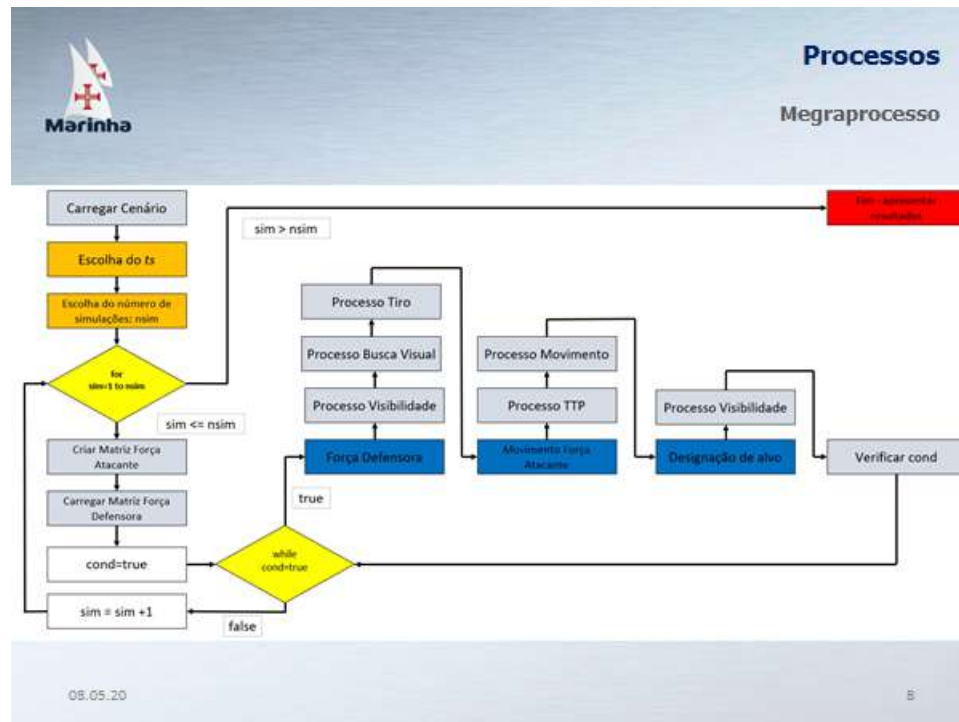 Processos
Megraprocesso
Marinha
Carregar Cenário
Escolha do ts
Escolha do número de
simulações: nsim
for
sim=1 to nsim
sim > nsim
Fim - apresentar
resultados
sim <= nsim
Criar Matriz Força
Atacante
Carregar Matriz Força
Defensora
cond=true
sim = sim +1
while
cond=true
true
false
Processo Tiro
Processo Busca Visual
Processo Visibilidade
Força Defensora
Processo Movimento
Processo TTP
Movimento Força
Atacante
Processo Visibilidade
Designação de alvo
Verificar cond
08.05.20
8